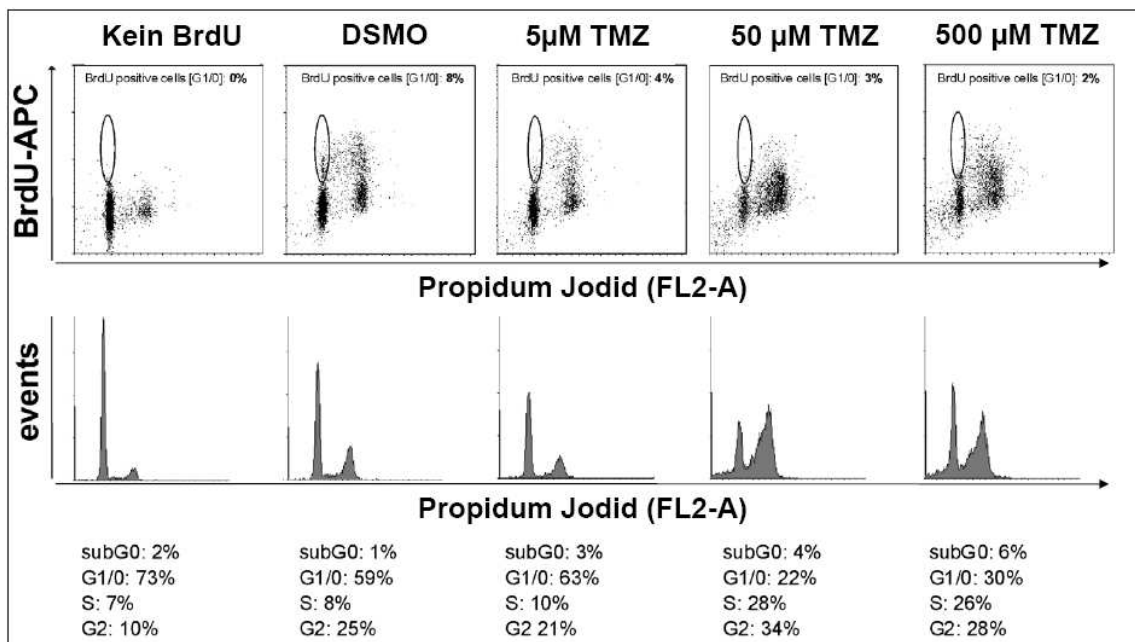 Kein BrdU DSMO 5µM TMZ 50 µM TMZ 500 µM TMZ
BrdU positive cells [G1/0]: 0% BrdU positive cells [G1/0]: 8% BrdU positive cells [G1/0]: 4% BrdU positive cells [G1/0]: 3% BrdU positive cells [G1/0]: 2%
BrdU-APC
Propidum Jodid (FL2-A)
events
Propidum Jodid (FL2-A)
subG0: 2% subG0: 1% subG0: 3% subG0: 4% subG0: 6%
G1/0: 73% G1/0: 59% G1/0: 63% G1/0: 22% G1/0: 30%
S: 7% S: 8% S: 10% S: 28% S: 26%
G2: 10% G2: 25% G2 21% G2: 34% G2: 28%